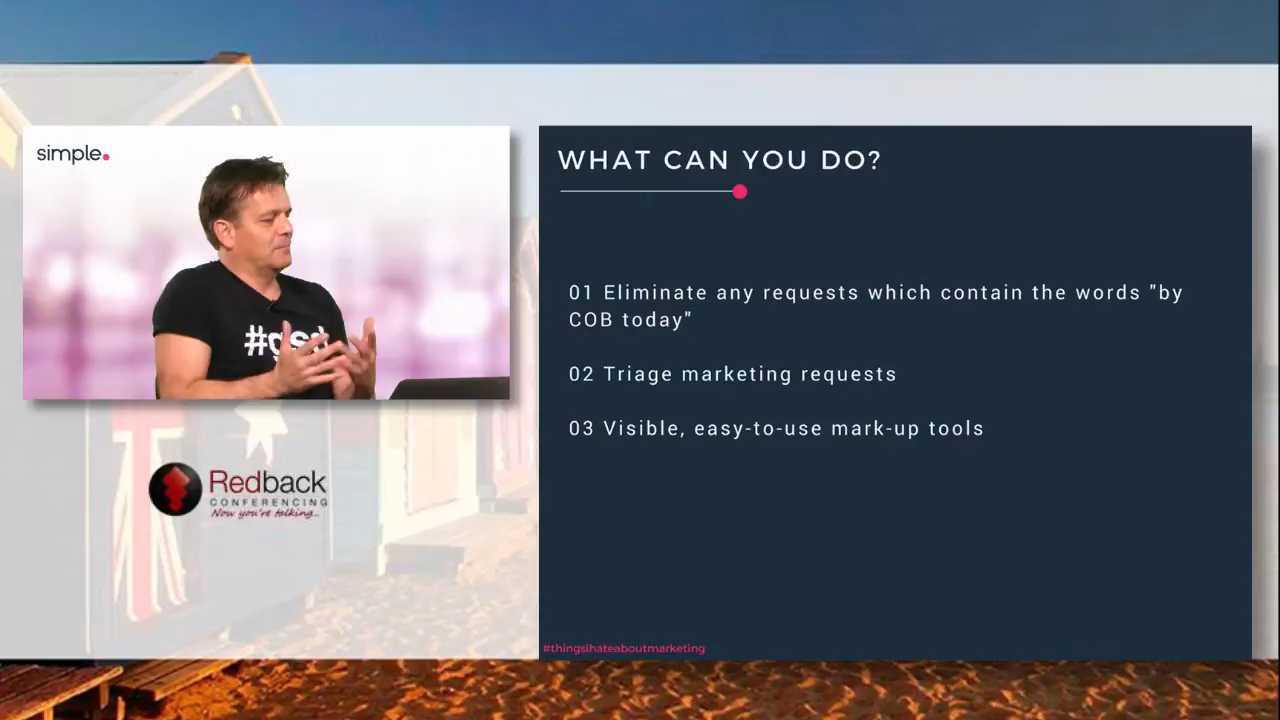 simple.
#gsd
Redback
CONFERENCING
Now you're talking...
WHAT CAN YOU DO?
01 Eliminate any requests which contain the words "by
COB today"
02 Triage marketing requests
03 Visible, easy-to-use mark-up tools
#thingsihateaboutmarketing